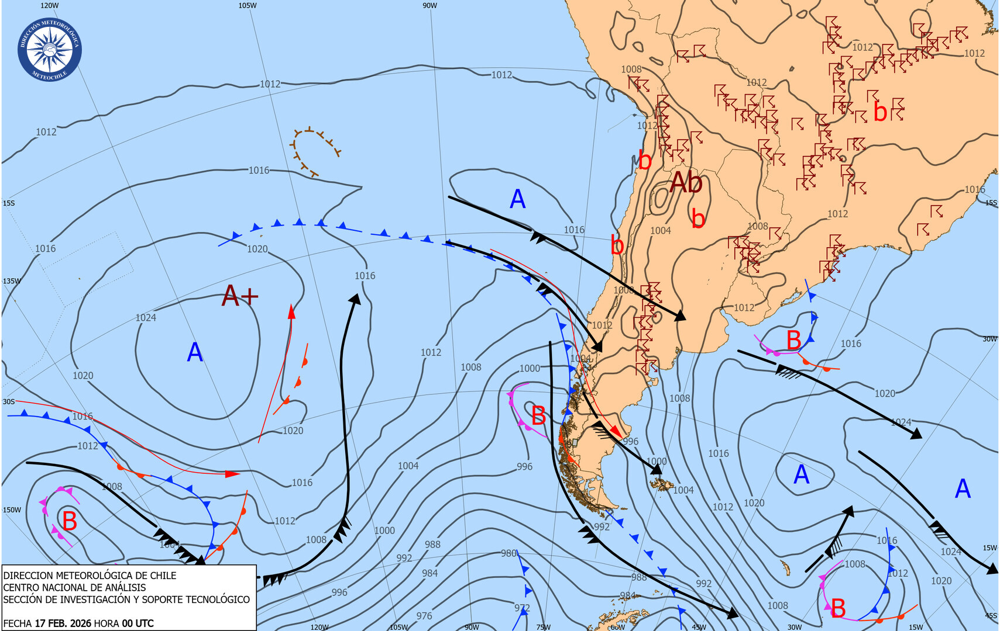 120W 105W 90W
DIRECCIÓN METEOROLÓGICA
METEOCHILE
1012 1012
1012 1012
1008
1012
1012
1012
b
1012
b
1016
Ab
1016
15S
A
15S
b
1012
1004 1008
1016
1016 1020
b
1016
135W
A+
1008
1012
1024
1012
B
30W
1016
A
1012
1004
1008
1000
1020
1020
30S
1008
1016
B
1024
1020
996
1012
1016
1000
1004
996
A
1016
1008
1004
A
1012
1020
150W
B
1012
992
1000
1008
1016
1004
988
980
15W
1024
992
1008
984
988
992
1012
1020
996
984
1008
972
B
976
45S
DIRECCION METEOROLÓGICA DE CHILE
CENTRO NACIONAL DE ANÁLISIS
SECCIÓN DE INVESTIGACIÓN Y SOPORTE TECNOLÓGICO
FECHA 17 FEB. 2026 HORA 00 UTC
120W 105W 90W 75W 60W 45W 30W 15W